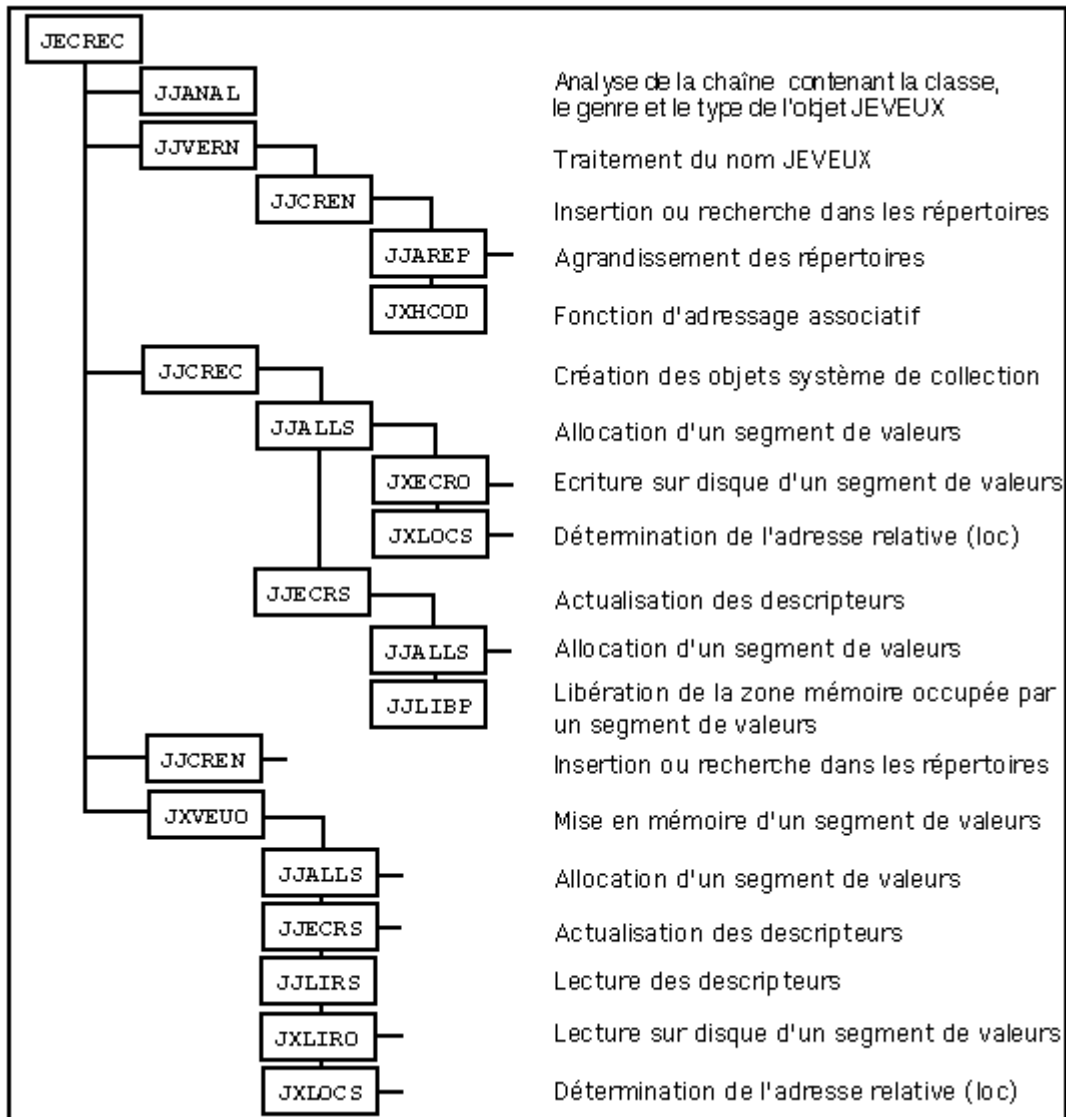 JECREC
JJANAL Analyse de la chaîne contenant la classe,
le genre et le type de l'objet JEVEUX
JJVERN Traitement du nom JEVEUX
JJCREN Insertion ou recherche dans les répertoires
JJAREP Agrandissement des répertoires
JXHCOD Fonction d'adressage associatif
JJCREC Création des objets système de collection
JJALLS Allocation d'un segment de valeurs
JXECRO Ecriture sur disque d'un segment de valeurs
JXLOCS Détermination de l'adresse relative (loc)
JJECRS Actualisation des descripteurs
JJALLS Allocation d'un segment de valeurs
JJLIBP Libération de la zone mémoire occupée par
un segment de valeurs
JJCREN Insertion ou recherche dans les répertoires
JXVEUO Mise en mémoire d'un segment de valeurs
JJALLS Allocation d'un segment de valeurs
JJECRS Actualisation des descripteurs
JJLIRS Lecture des descripteurs
JXLIRO Lecture sur disque d'un segment de valeurs
JXLOCS Détermination de l'adresse relative (loc)